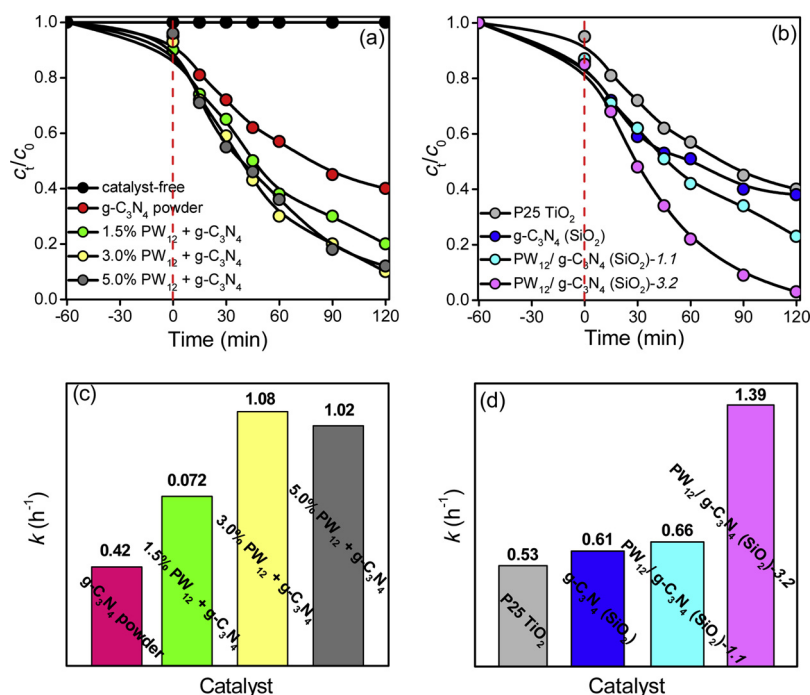 (a)
c_t/c_0
1.0
0.8
0.6
0.4
0.2
0.0
catalyst-free
g-C₃N₄ powder
1.5% PW₁₂ + g-C₃N₄
3.0% PW₁₂ + g-C₃N₄
5.0% PW₁₂ + g-C₃N₄
-60 -30 0 30 60 90 120
Time (min)
(b)
c_t/c_0
1.0
0.8
0.6
0.4
0.2
0.0
P25 TiO₂
g-C₃N₄ (SiO₂)
PW₁₂/ g-C₃N₄ (SiO₂)-1.1
PW₁₂/ g-C₃N₄ (SiO₂)-3.2
-60 -30 0 30 60 90 120
Time (min)
(c)
k (h⁻¹)
0.42
0.072
1.08
1.02
g-C₃N₄ powder
1.5% PW₁₂ + g-C₃N₄
3.0% PW₁₂ + g-C₃N₄
5.0% PW₁₂ + g-C₃N₄
Catalyst
(d)
k (h⁻¹)
0.53
0.61
0.66
1.39
P25 TiO₂
g-C₃N₄ (SiO₂)
PW₁₂/ g-C₃N₄ (SiO₂)-1.1
PW₁₂/ g-C₃N₄ (SiO₂)-3.2
Catalyst